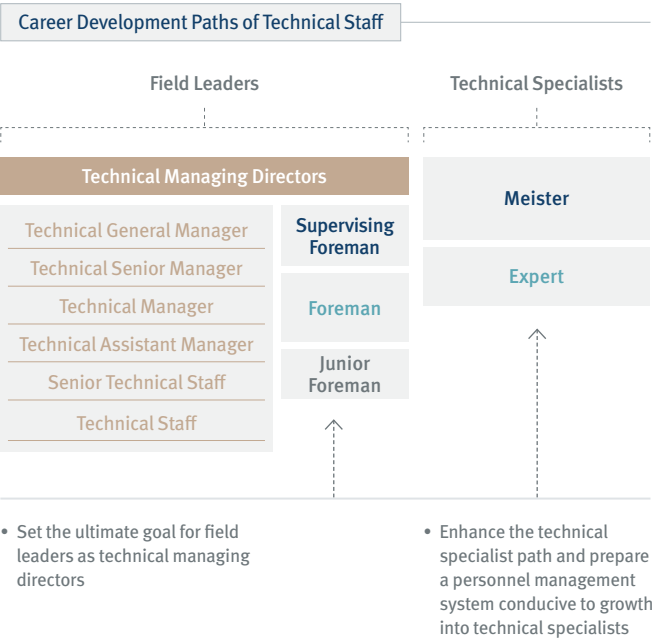 Career Development Paths of Technical Staff
Field Leaders
Technical Specialists
Technical Managing Directors
Technical General Manager
Technical Senior Manager
Technical Manager
Technical Assistant Manager
Senior Technical Staff
Technical Staff
Supervising
Foreman
Foreman
Junior
Foreman
Meister
Expert
• Set the ultimate goal for field
leaders as technical managing
directors
• Enhance the technical
specialist path and prepare
a personnel management
system conducive to growth
into technical specialists